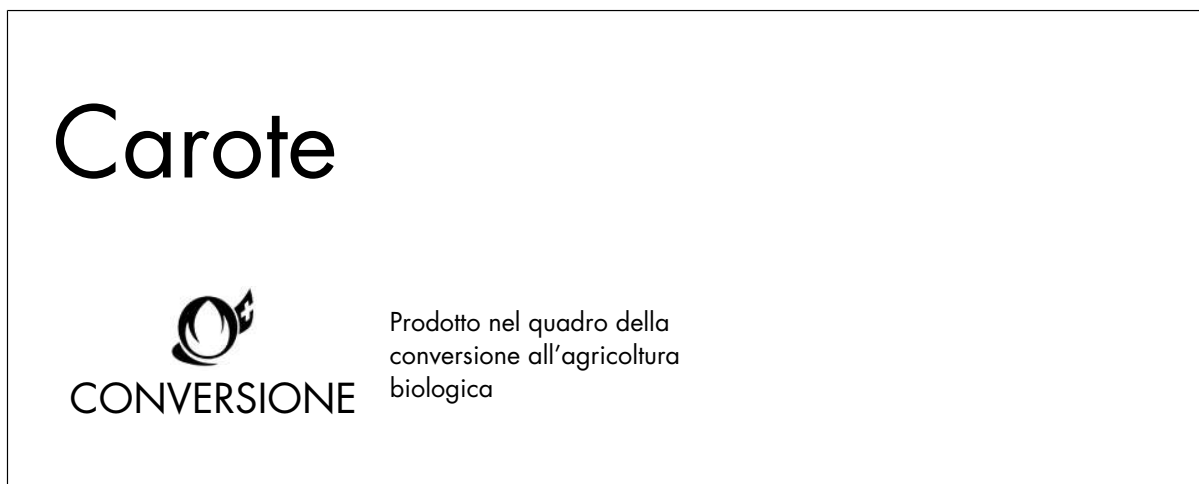 Carote
CONVERSIONE
Prodotto nel quadro della
conversione all’agricoltura
biologica